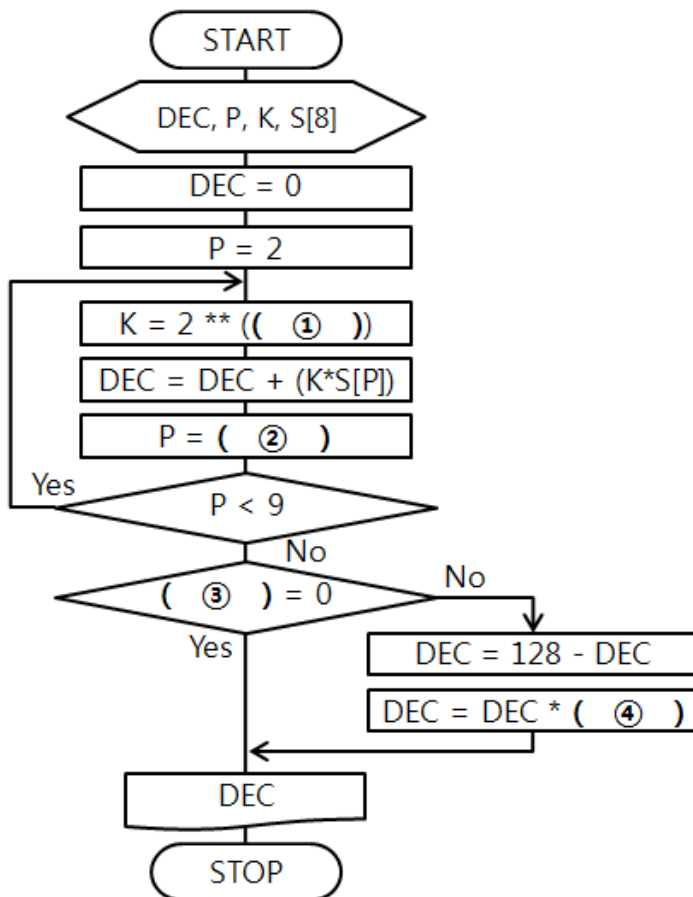 START
DEC, P, K, S[8]
DEC = 0
P = 2
K = 2 ** (( ① ))
DEC = DEC + (K*S[P])
P = ( ② )
Yes
P < 9
No
( ③ ) = 0
No
Yes
DEC = 128 - DEC
DEC = DEC * ( ④ )
DEC
STOP